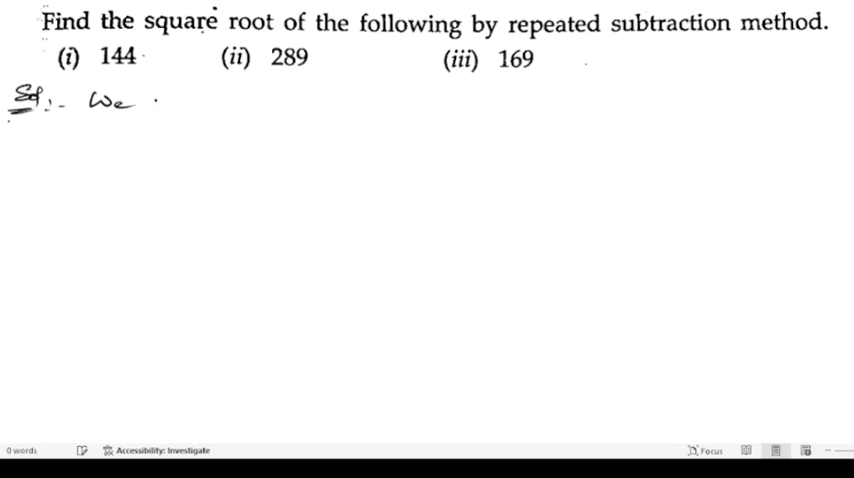 Find the square root of the following by repeated subtraction method.
(i) 144 (ii) 289 (iii) 169
Sol:- We
0 words Accessibility: Investigate Focus